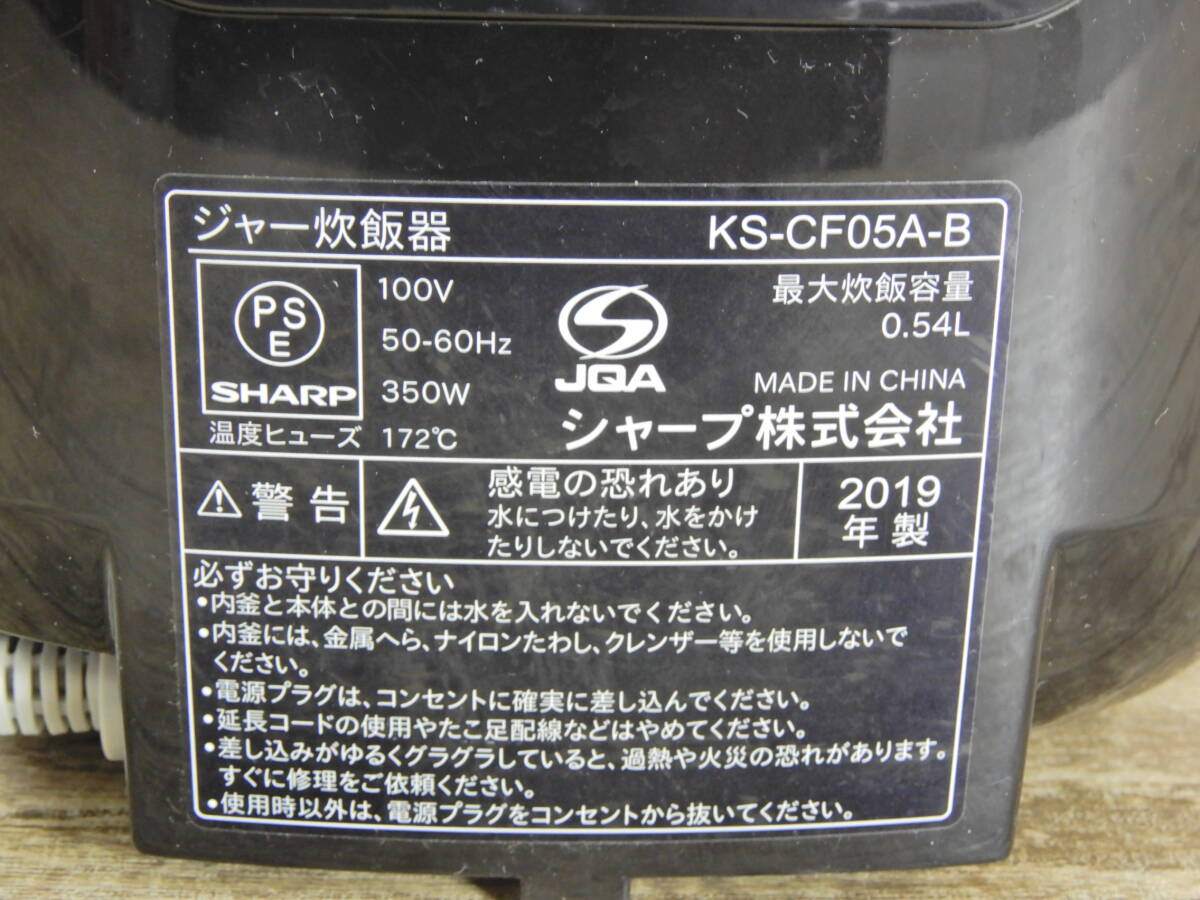 ジャー炊飯器 KS-CF05A-B
PSE
SHARP
温度ヒューズ 172℃
100V
50-60Hz
350W
JQA
最大炊飯容量
0.54L
MADE IN CHINA
シャープ株式会社
警告
感電の恐れあり
水につけたり、水をかけ
たりしないでください。
2019
年製
必ずお守りください
•内釜と本体との間には水を入れないでください。
•内釜には、金属へら、ナイロンたわし、クレンザー等を使用しないで
ください。
•電源プラグは、コンセントに確実に差し込んでください。
•延長コードの使用やたこ足配線などはやめてください。
•差し込みがゆるくグラグラしていると、過熱や火災の恐れがあります。
すぐに修理をご依頼ください。
•使用時以外は、電源プラグをコンセントから抜いてください。